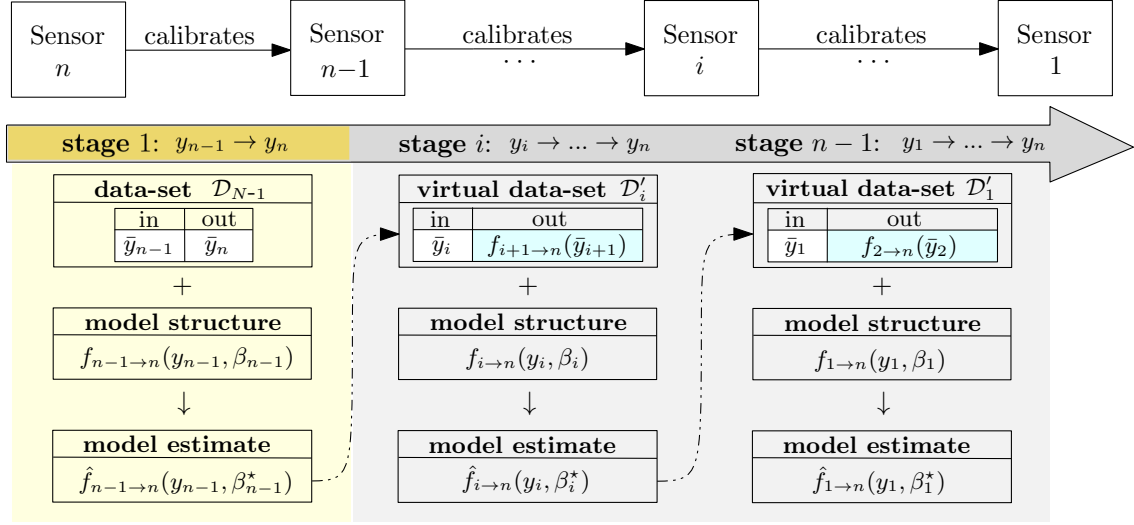 Sensor n calibrates Sensor n−1 calibrates ... Sensor i calibrates ... Sensor 1
stage 1: y_{n−1} → y_n stage i: y_i → ... → y_n stage n − 1: y_1 → ... → y_n
data-set 𝒟_{N-1} virtual data-set 𝒟′_i virtual data-set 𝒟′_1
in out in out in out
ȳ_{n−1} ȳ_n ȳ_i f_{i+1→n}(ȳ_{i+1}) ȳ_1 f_{2→n}(ȳ_2)
+ + +
model structure model structure model structure
f_{n−1→n}(y_{n−1}, β_{n−1}) f_{i→n}(y_i, β_i) f_{1→n}(y_1, β_1)
↓ ↓ ↓
model estimate model estimate model estimate
f̂_{n−1→n}(y_{n−1}, β⋆_{n−1}) f̂_{i→n}(y_i, β⋆_i) f̂_{1→n}(y_1, β⋆_1)